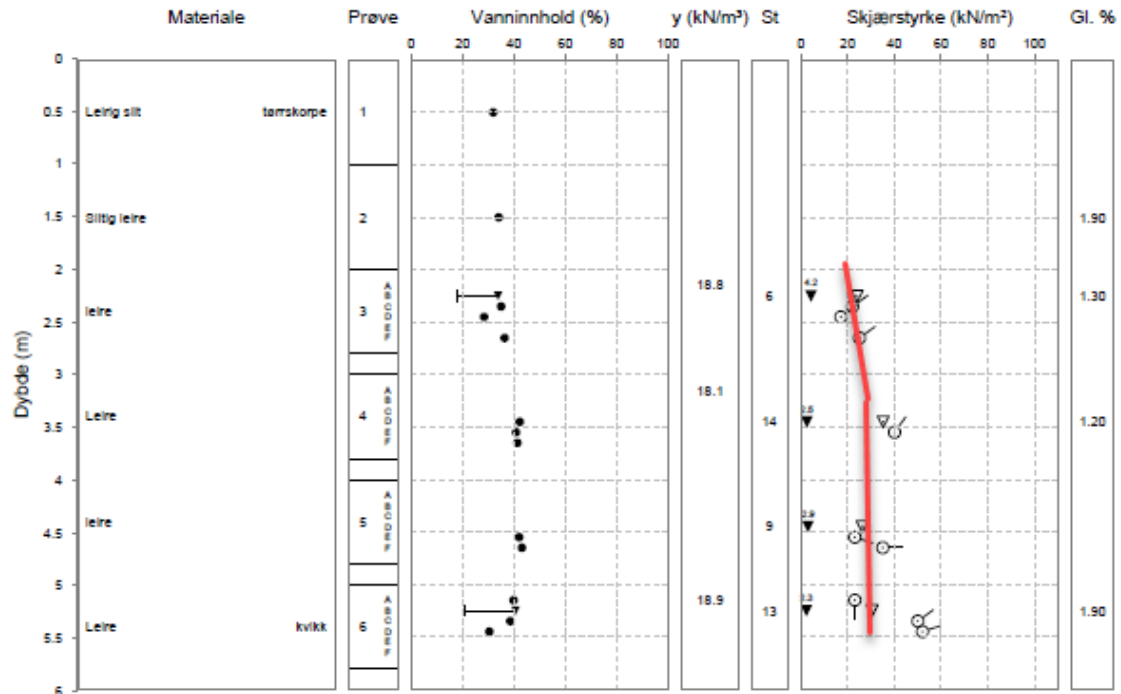 Materiale Prøve Vanninnhold (%) y (kN/m³) St Skjærstyrke (kN/m²) Gl. %
0 20 40 60 80 100 0 20 40 60 80 100
0
0.5 Leirig silt tørrskorpe 1
1
1.5 Siltig leire 2 1.90
2
A
18.8 4.2
B
leire 3 C 6 1.30
2.5 D
E
F
Dybde (m)
3
A
18.1
B
Leire 4 C 14 2.5 1.20
3.5 D
E
F
4
A
B
leire 5 C 9 2.9
4.5 D
E
F
5
A
18.9
B
Leire kvikk 6 C 13 2.3 1.90
5.5 D
E
F
6